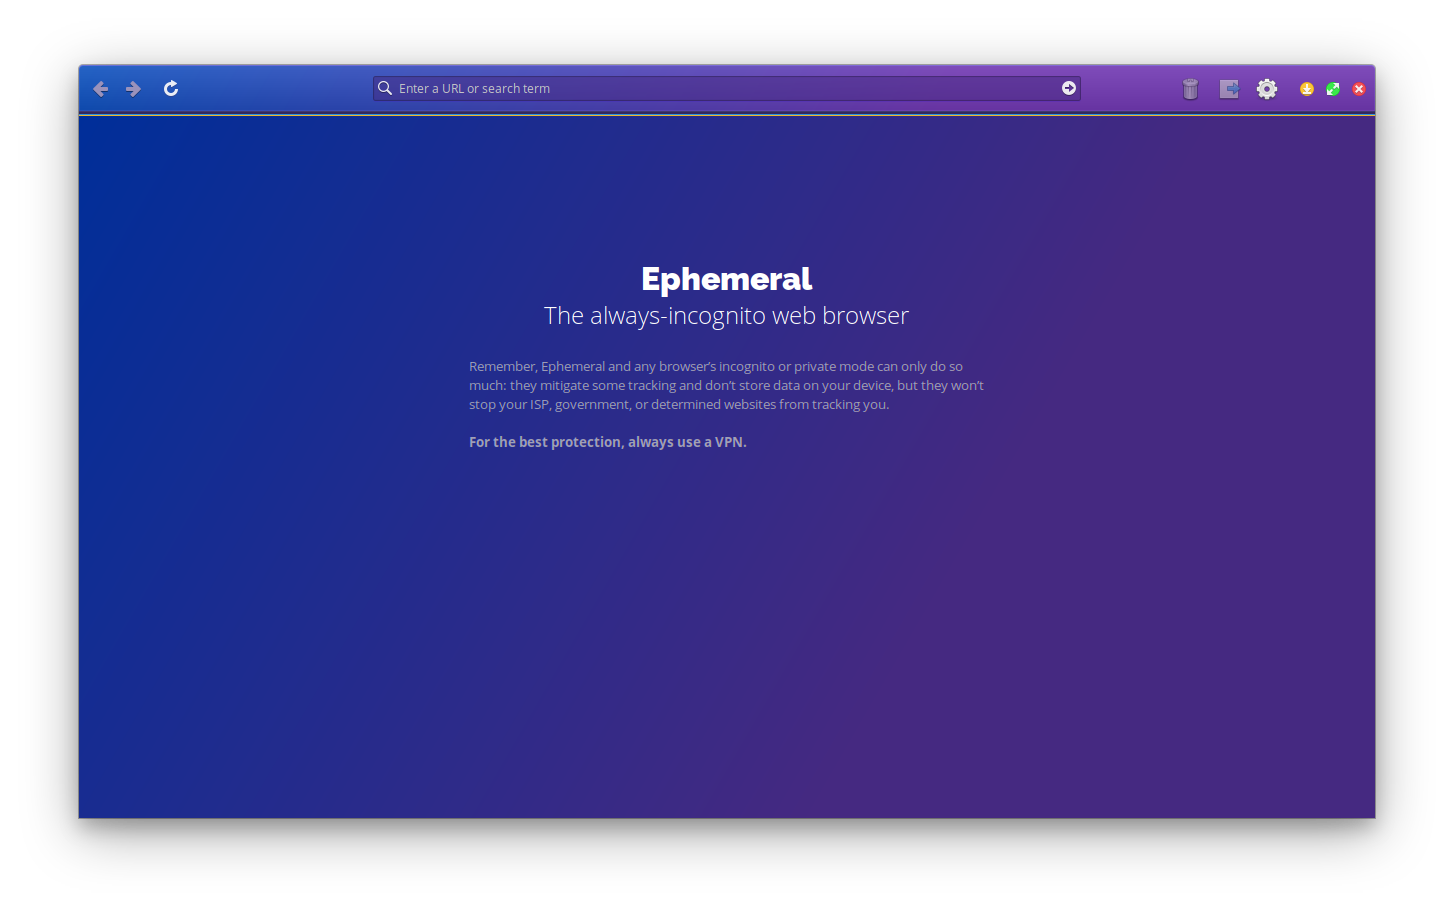 Enter a URL or search term
Ephemeral
The always-incognito web browser
Remember, Ephemeral and any browser’s incognito or private mode can only do so
much: they mitigate some tracking and don’t store data on your device, but they won’t
stop your ISP, government, or determined websites from tracking you.
For the best protection, always use a VPN.